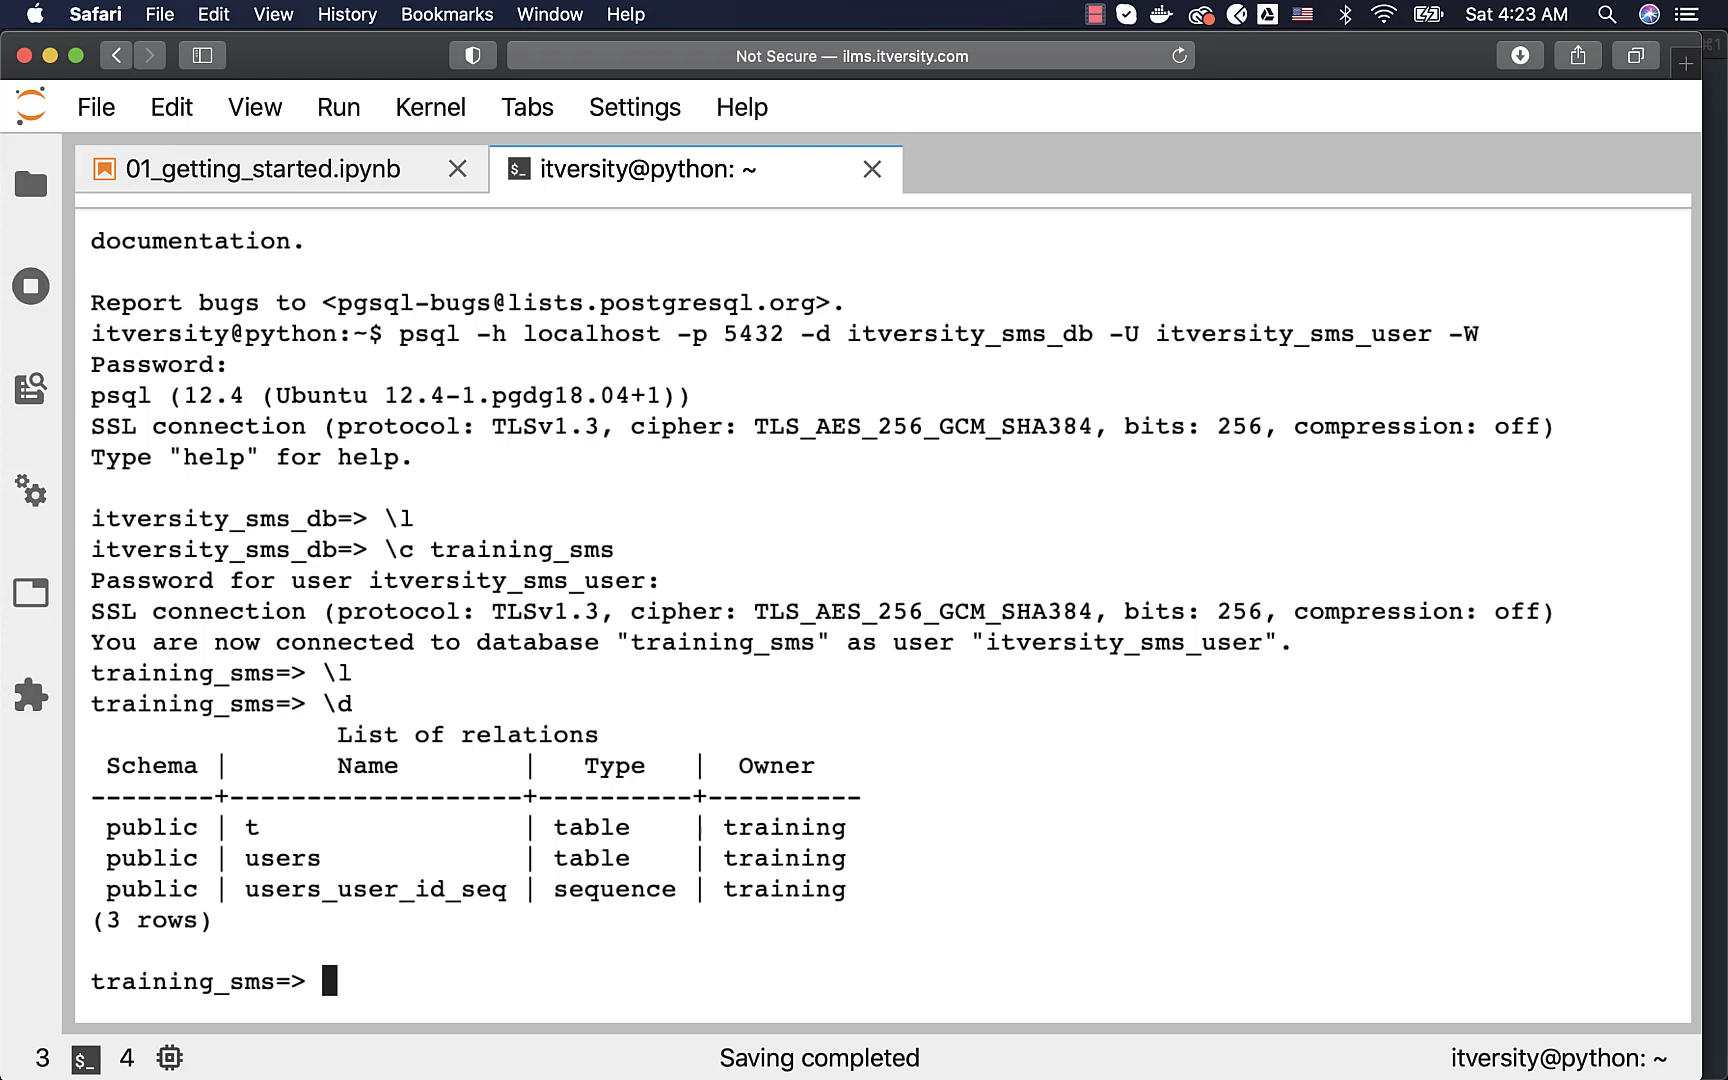 Safari File Edit View History Bookmarks Window Help Sat 4:23 AM
Not Secure — ilms.itversity.com
⌘1
File Edit View Run Kernel Tabs Settings Help
01_getting_started.ipynb itversity@python: ~
documentation.
Report bugs to <pgsql-bugs@lists.postgresql.org>.
itversity@python:~$ psql -h localhost -p 5432 -d itversity_sms_db -U itversity_sms_user -W
Password:
psql (12.4 (Ubuntu 12.4-1.pgdg18.04+1))
SSL connection (protocol: TLSv1.3, cipher: TLS_AES_256_GCM_SHA384, bits: 256, compression: off)
Type "help" for help.
itversity_sms_db=> \l
itversity_sms_db=> \c training_sms
Password for user itversity_sms_user:
SSL connection (protocol: TLSv1.3, cipher: TLS_AES_256_GCM_SHA384, bits: 256, compression: off)
You are now connected to database "training_sms" as user "itversity_sms_user".
training_sms=> \l
training_sms=> \d
List of relations
Schema | Name | Type | Owner
--------+-------------------+----------+----------
public | t | table | training
public | users | table | training
public | users_user_id_seq | sequence | training
(3 rows)
training_sms=>
3 $_ 4 Saving completed itversity@python: ~